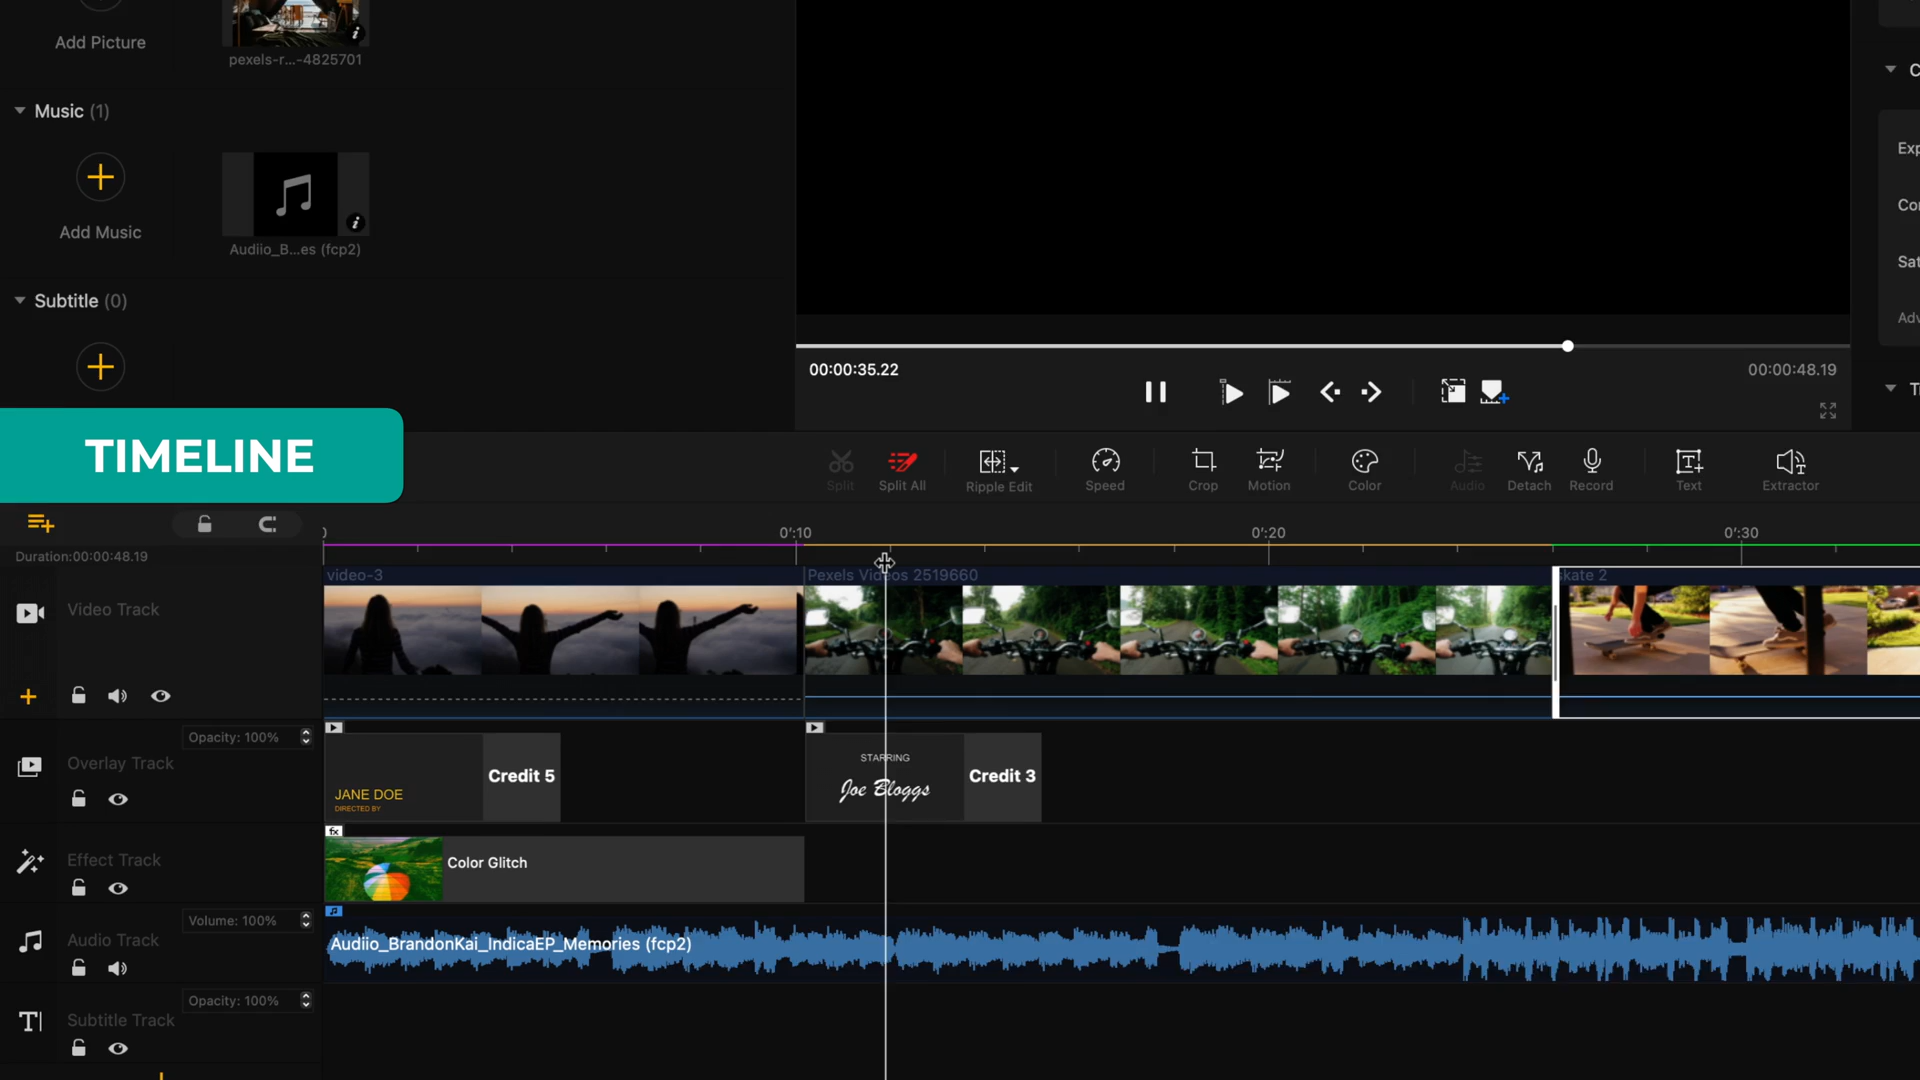 Add Picture
pexels-r...-4825701
Music (1)
Add Music
Audiio_B...es (fcp2)
Subtitle (0)
00:00:35.22
00:00:48.19
Exp
Co
Sat
Adv
TIMELINE
Split
Split All
Ripple Edit
Speed
Crop
Motion
Color
Audio
Detach
Record
Text
Extractor
0
0':10
0':20
0':30
Duration:00:00:48.19
video-3
Pexels Videos 2519660
skate 2
Video Track
Opacity: 100%
Overlay Track
JANE DOE
DIRECTED BY
Credit 5
STARRING
Joe Bloggs
Credit 3
fx
Effect Track
Color Glitch
Volume: 100%
Audio Track
Audiio_BrandonKai_IndicaEP_Memories (fcp2)
Opacity: 100%
Subtitle Track